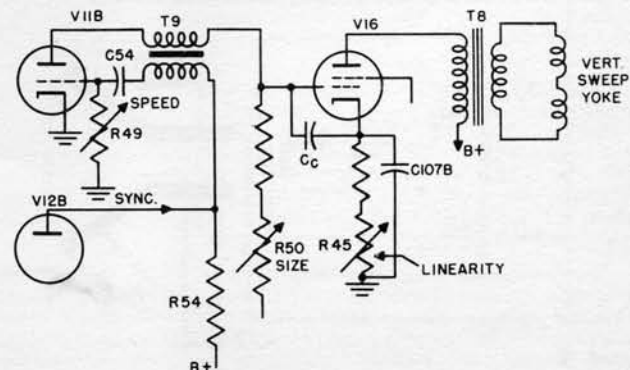 V11B
T9
V16
T8
C54
SPEED
R49
VERT.
SWEEP
YOKE
B+
CC
C107B
V12B
SYNC.
R50
SIZE
R45
LINEARITY
R54
B+